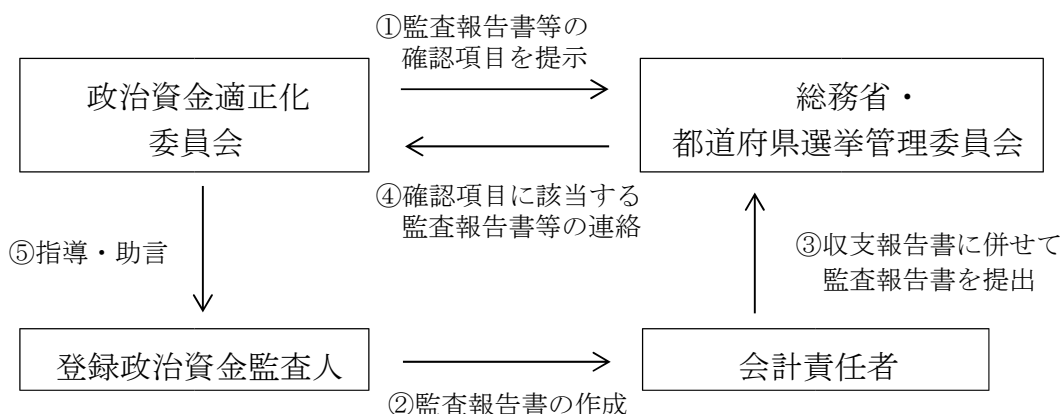 ①監査報告書等の
確認項目を提示
政治資金適正化
委員会
総務省・
都道府県選挙管理委員会
④確認項目に該当する
監査報告書等の連絡
⑤指導・助言
③収支報告書に併せて
監査報告書を提出
登録政治資金監査人
会計責任者
②監査報告書の作成